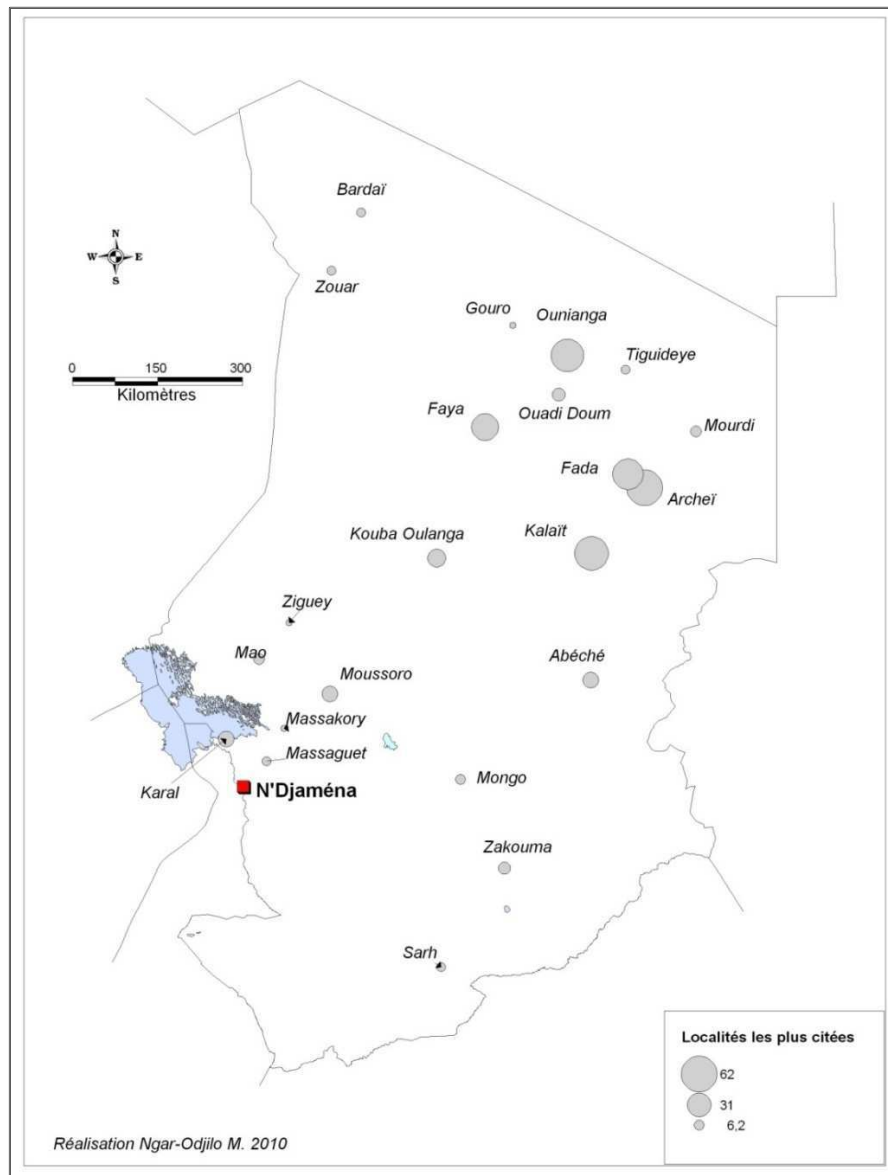 Bardaï
N
W E
S
Zouar
Gouro
Ounianga
Tiguideye
0 150 300
Kilomètres
Faya
Ouadi Doum
Mourdi
Fada
Archeï
Kouba Oulanga
Kalaït
Ziguey
Mao
Abéché
Moussoro
Massakory
Massaguet
Karal
N'Djaména
Mongo
Zakouma
Sarh
Localités les plus citées
62
31
6,2
Réalisation Ngar-Odjilo M. 2010